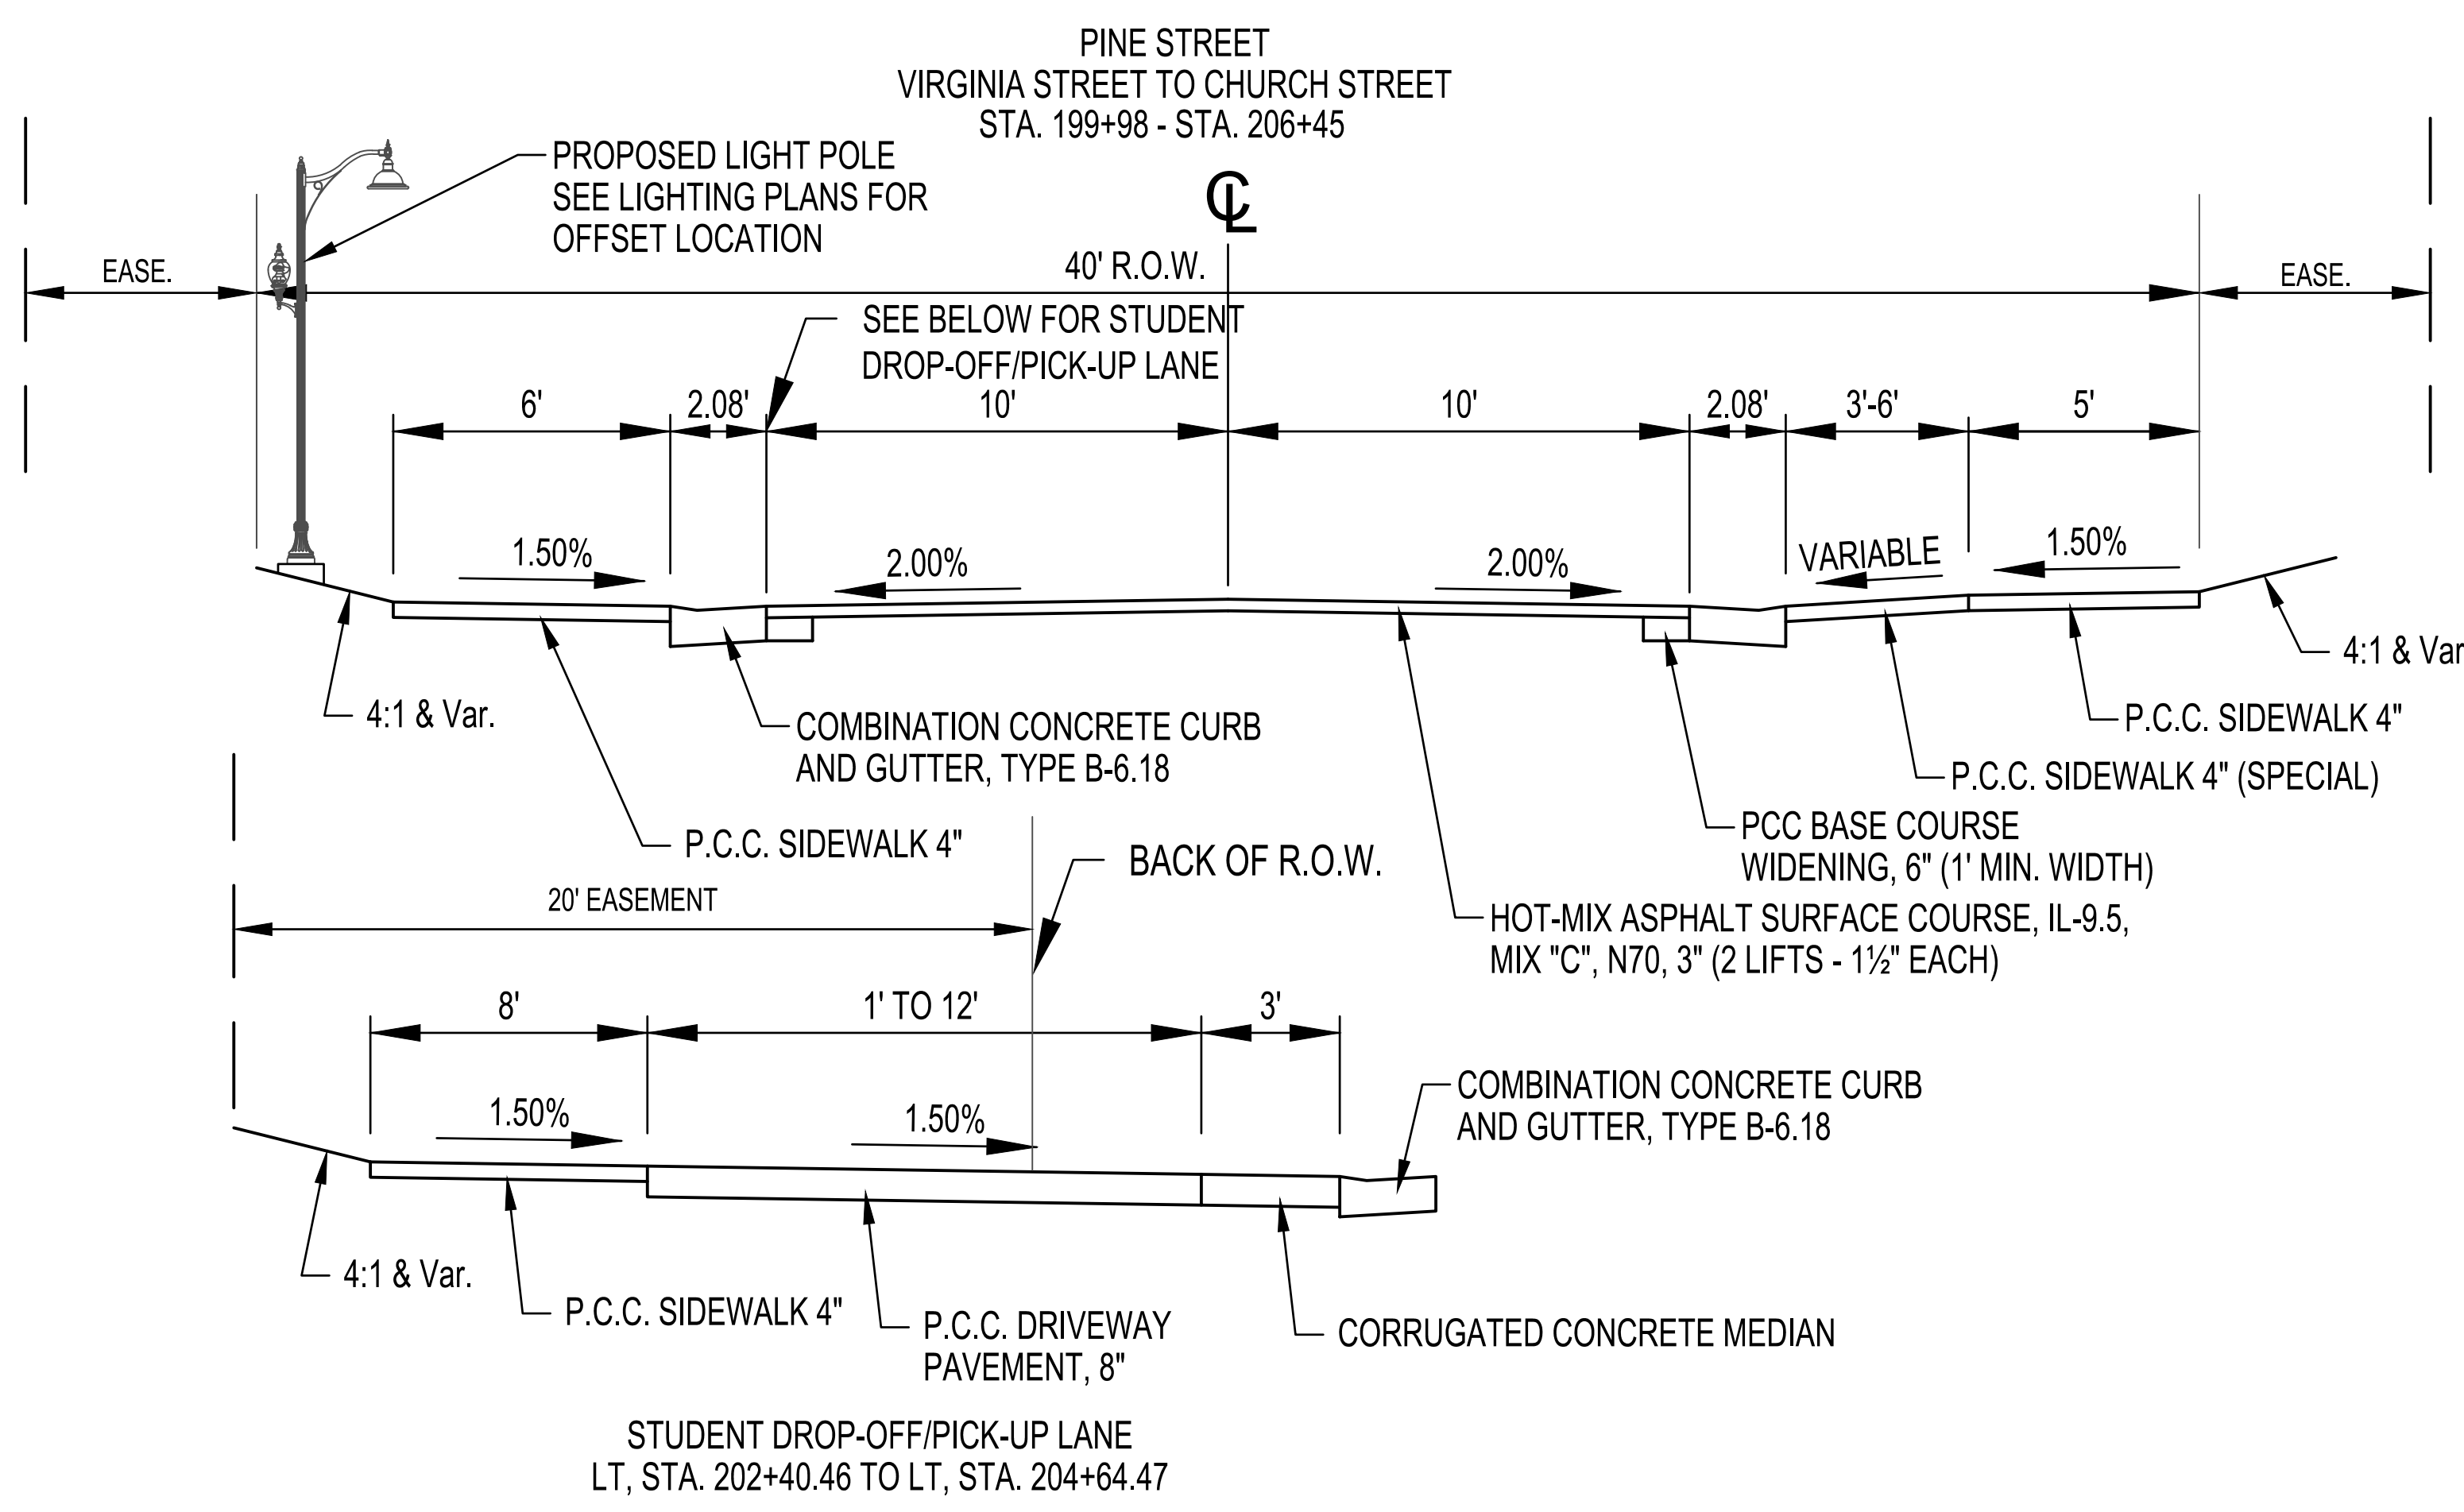 PINE STREET
VIRGINIA STREET TO CHURCH STREET
STA. 199+98 - STA. 206+45
PROPOSED LIGHT POLE
SEE LIGHTING PLANS FOR
OFFSET LOCATION
℄
EASE.
40' R.O.W.
EASE.
SEE BELOW FOR STUDENT
DROP-OFF/PICK-UP LANE
6'
2.08'
10'
10'
2.08'
3'-6'
5'
1.50%
2.00%
2.00%
VARIABLE
1.50%
4:1 & Var.
COMBINATION CONCRETE CURB
AND GUTTER, TYPE B-6.18
P.C.C. SIDEWALK 4"
4:1 & Var
P.C.C. SIDEWALK 4"
P.C.C. SIDEWALK 4" (SPECIAL)
PCC BASE COURSE
WIDENING, 6" (1' MIN. WIDTH)
HOT-MIX ASPHALT SURFACE COURSE, IL-9.5,
MIX "C", N70, 3" (2 LIFTS - 1½" EACH)
BACK OF R.O.W.
20' EASEMENT
8'
1' TO 12'
3'
1.50%
1.50%
COMBINATION CONCRETE CURB
AND GUTTER, TYPE B-6.18
4:1 & Var.
P.C.C. SIDEWALK 4"
P.C.C. DRIVEWAY
PAVEMENT, 8"
CORRUGATED CONCRETE MEDIAN
STUDENT DROP-OFF/PICK-UP LANE
LT, STA. 202+40.46 TO LT, STA. 204+64.47